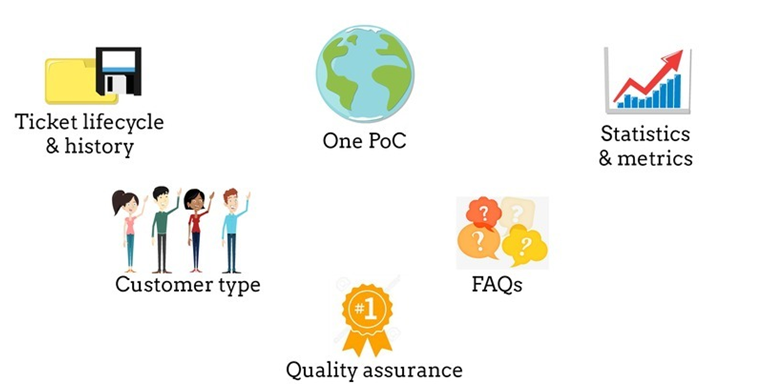 Ticket lifecycle
& history
One PoC
Statistics
& metrics
Customer type
? ? ? ?
FAQs
#1
Quality assurance